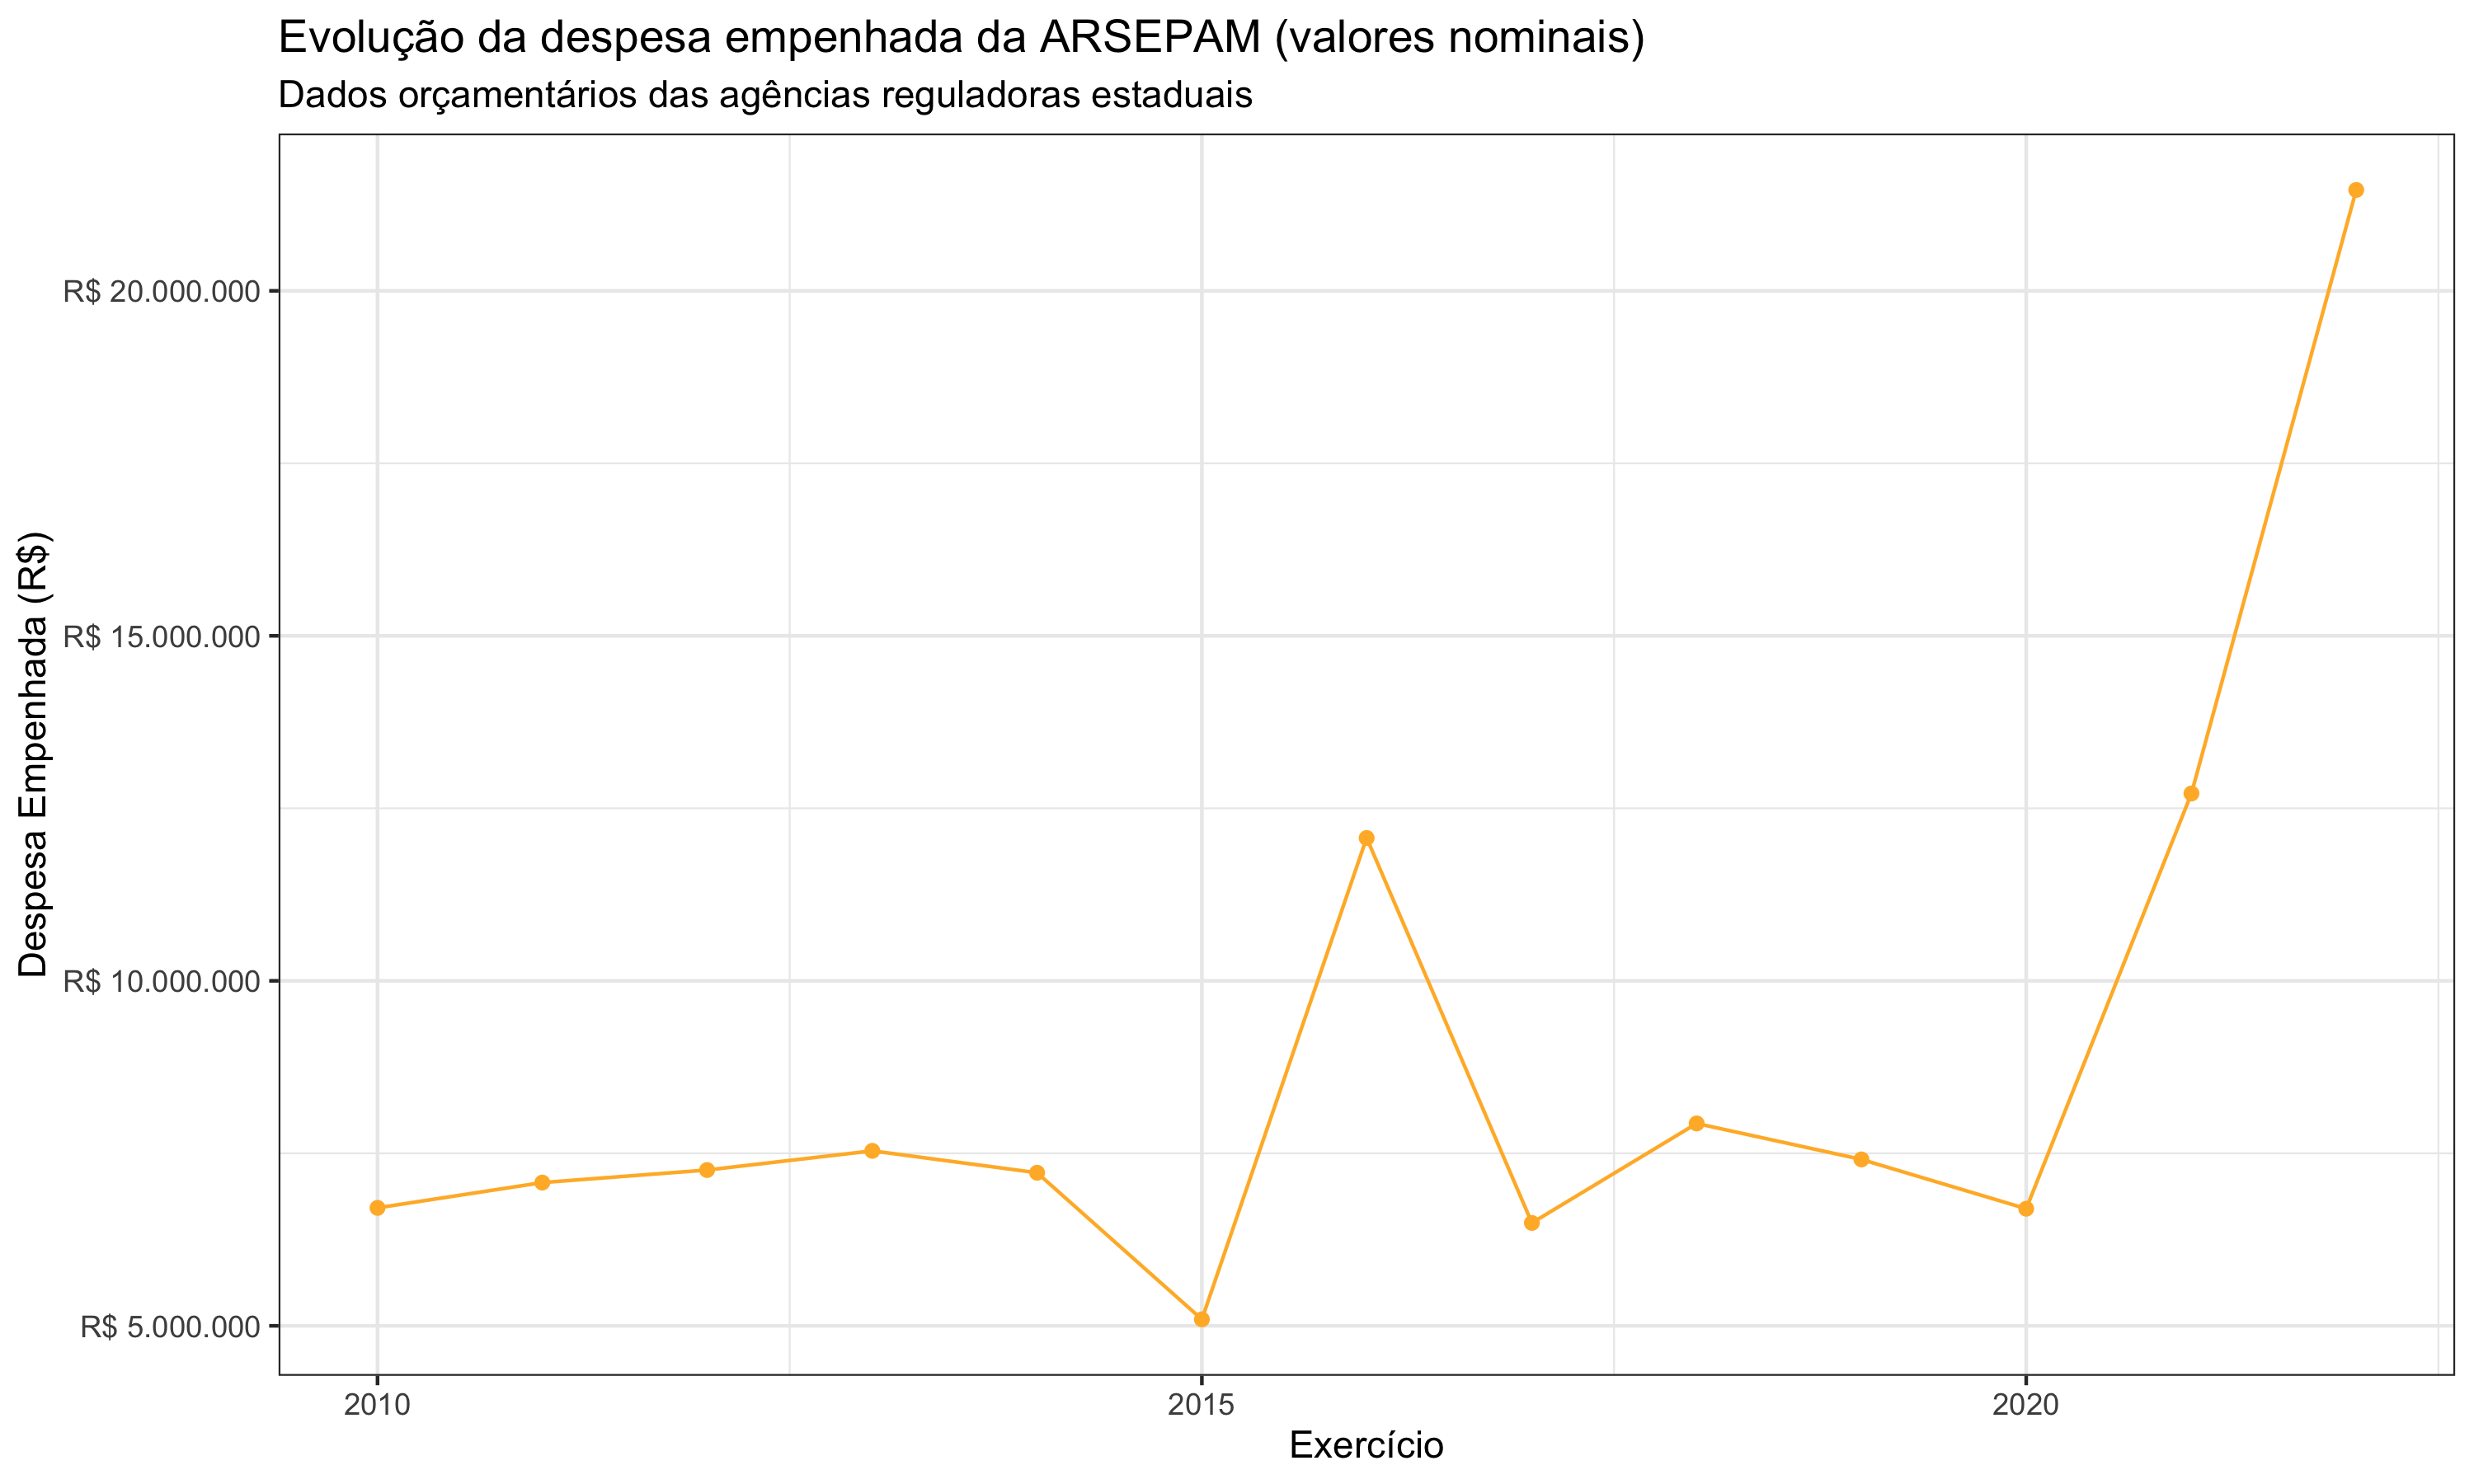 Evolução da despesa empenhada da ARSEPAM (valores nominais)
Dados orçamentários das agências reguladoras estaduais
Despesa Empenhada (R$)
R$ 20.000.000
R$ 15.000.000
R$ 10.000.000
R$ 5.000.000
2010 2015 2020
Exercício